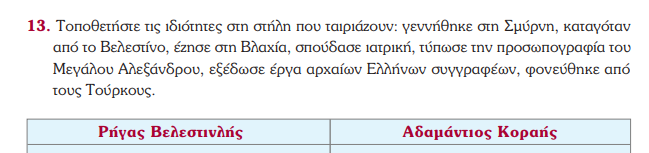 13. Τοποθετήστε τις ιδιότητες στη στήλη που ταιριάζουν: γεννήθηκε στη Σμύρνη, καταγόταν
από το Βελεστίνο, έζησε στη Βλαχία, σπούδασε ιατρική, τύπωσε την προσωπογραφία του
Μεγάλου Αλεξάνδρου, εξέδωσε έργα αρχαίων Ελλήνων συγγραφέων, φονεύθηκε από
τους Τούρκους.
Ρήγας Βελεστινλής Αδαμάντιος Κοραής